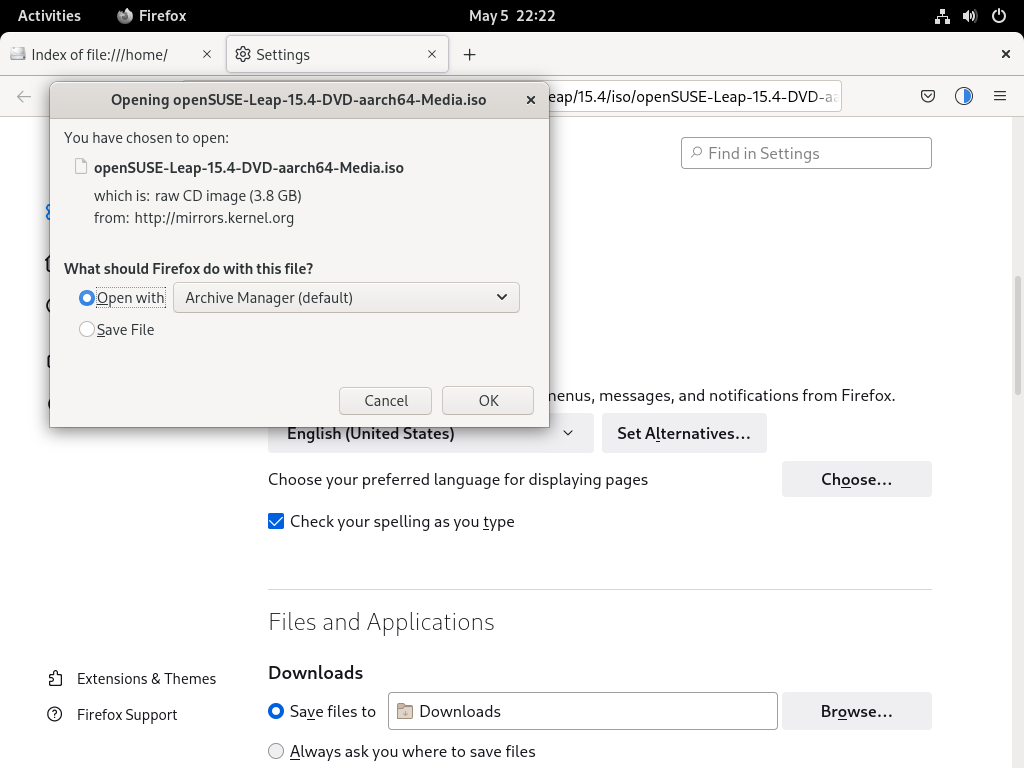 Activities
Firefox
May 5 22:22
Index of file:///home/
Settings
Opening openSUSE-Leap-15.4-DVD-aarch64-Media.iso
eap/15.4/iso/openSUSE-Leap-15.4-DVD-aa
You have chosen to open:
openSUSE-Leap-15.4-DVD-aarch64-Media.iso
which is: raw CD image (3.8 GB)
from: http://mirrors.kernel.org
What should Firefox do with this file?
Open with
Archive Manager (default)
Save File
Cancel
OK
Find in Settings
menus, messages, and notifications from Firefox.
English (United States)
Set Alternatives...
Choose your preferred language for displaying pages
Choose...
Check your spelling as you type
Files and Applications
Downloads
Save files to
Downloads
Browse...
Always ask you where to save files
Extensions & Themes
Firefox Support